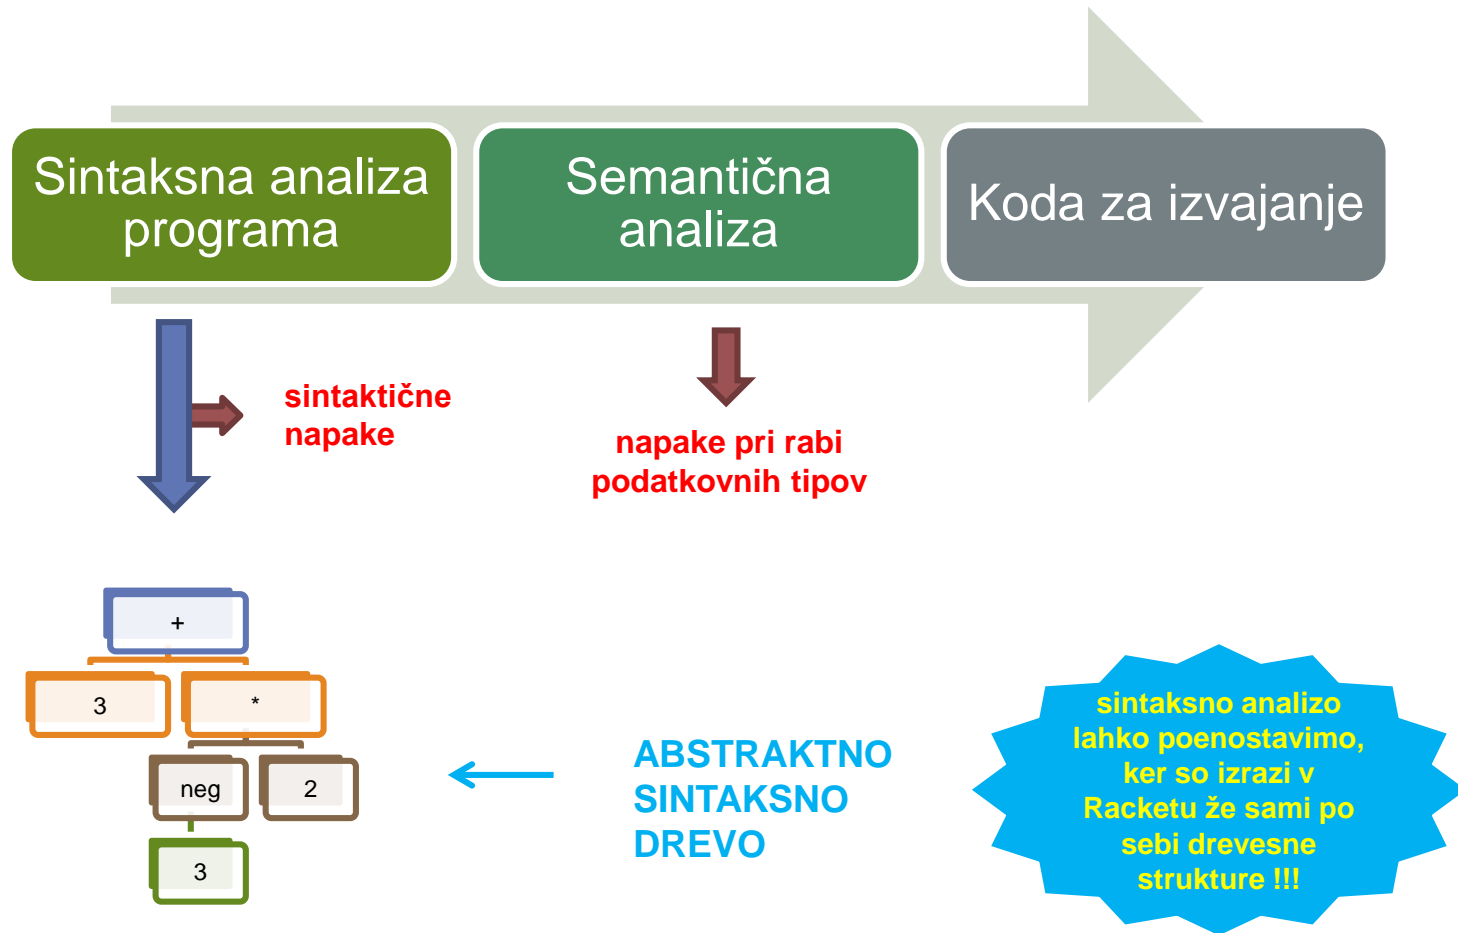 Sintaksna analiza
programa
Semantična
analiza
Koda za izvajanje
sintaktične
napake
napake pri rabi
podatkovnih tipov
+
3
*
neg
2
3
ABSTRAKTNO
SINTAKSNO
DREVO
sintaksno analizo
lahko poenostavimo,
ker so izrazi v
Racketu že sami po
sebi drevesne
strukture !!!